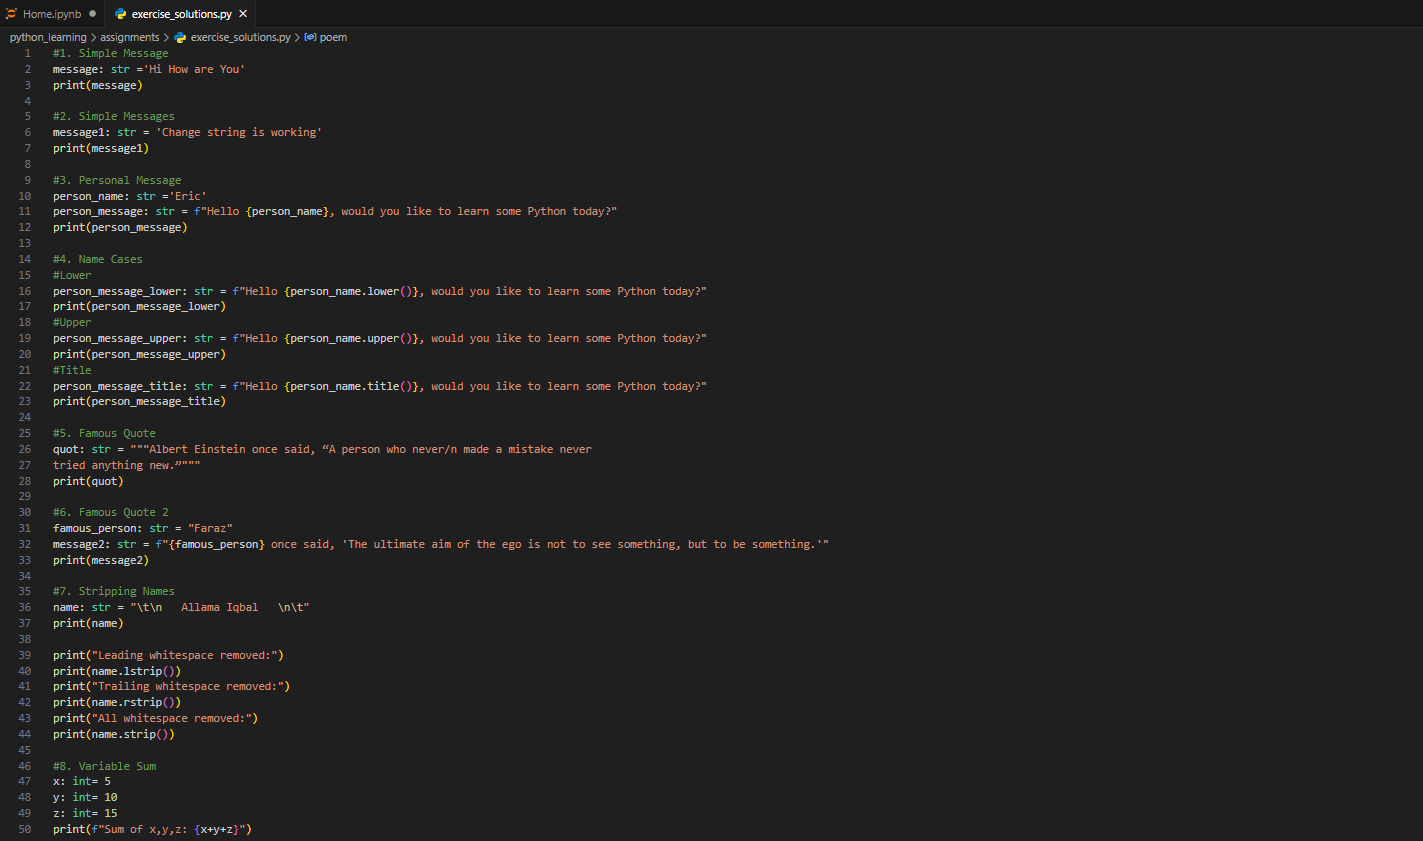 Home.ipynb
exercise_solutions.py
python_learning > assignments > exercise_solutions.py > poem
1 #1. Simple Message
2 message: str ='Hi How are You'
3 print(message)
4
5 #2. Simple Messages
6 message1: str = 'Change string is working'
7 print(message1)
8
9 #3. Personal Message
10 person_name: str ='Eric'
11 person_message: str = f"Hello {person_name}, would you like to learn some Python today?"
12 print(person_message)
13
14 #4. Name Cases
15 #Lower
16 person_message_lower: str = f"Hello {person_name.lower()}, would you like to learn some Python today?"
17 print(person_message_lower)
18 #Upper
19 person_message_upper: str = f"Hello {person_name.upper()}, would you like to learn some Python today?"
20 print(person_message_upper)
21 #Title
22 person_message_title: str = f"Hello {person_name.title()}, would you like to learn some Python today?"
23 print(person_message_title)
24
25 #5. Famous Quote
26 quot: str = """Albert Einstein once said, “A person who never/n made a mistake never
27 tried anything new.”"""
28 print(quot)
29
30 #6. Famous Quote 2
31 famous_person: str = "Faraz"
32 message2: str = f"{famous_person} once said, 'The ultimate aim of the ego is not to see something, but to be something.'"
33 print(message2)
34
35 #7. Stripping Names
36 name: str = "\t\n   Allama Iqbal   \n\t"
37 print(name)
38
39 print("Leading whitespace removed:")
40 print(name.lstrip())
41 print("Trailing whitespace removed:")
42 print(name.rstrip())
43 print("All whitespace removed:")
44 print(name.strip())
45
46 #8. Variable Sum
47 x: int= 5
48 y: int= 10
49 z: int= 15
50 print(f"Sum of x,y,z: {x+y+z}")